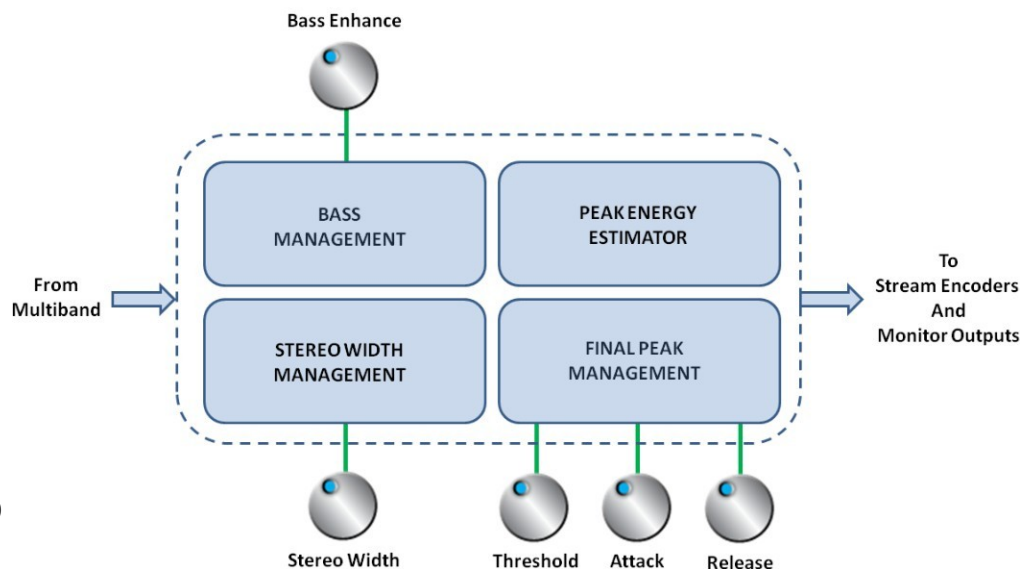 Bass Enhance
BASS
MANAGEMENT
PEAK ENERGY
ESTIMATOR
From
Multiband
To
Stream Encoders
And
Monitor Outputs
STEREO WIDTH
MANAGEMENT
FINAL PEAK
MANAGEMENT
Stereo Width
Threshold
Attack
Release
)